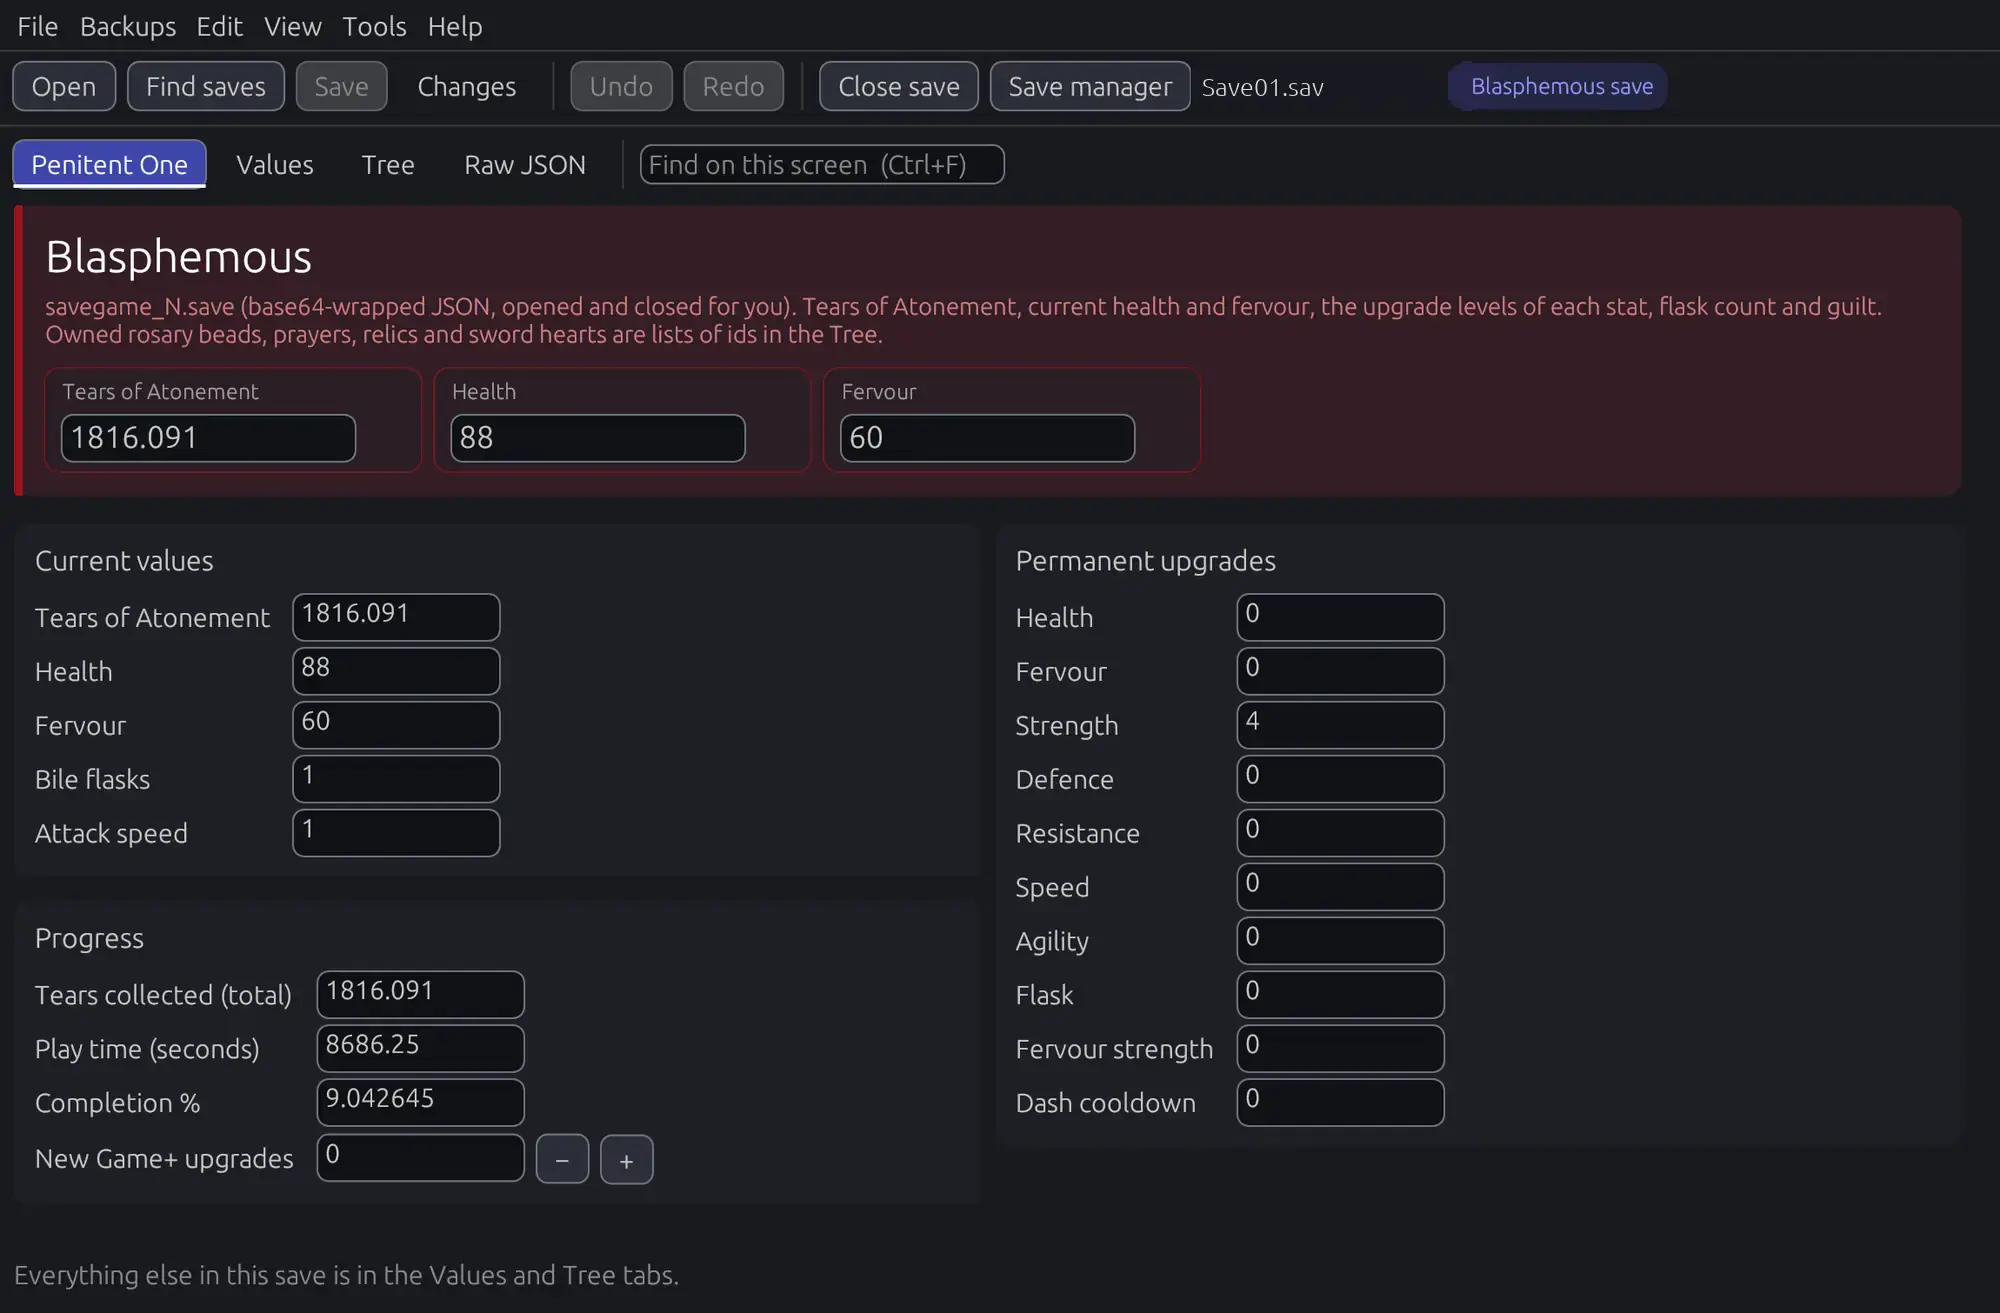 File Backups Edit View Tools Help
Open Find saves Save Changes Undo Redo Close save Save manager Save01.sav Blasphemous save
Penitent One Values Tree Raw JSON Find on this screen (Ctrl+F)
Blasphemous
savegame_N.save (base64-wrapped JSON, opened and closed for you). Tears of Atonement, current health and fervour, the upgrade levels of each stat, flask count and guilt.
Owned rosary beads, prayers, relics and sword hearts are lists of ids in the Tree.
Tears of Atonement Health Fervour
1816.091 88 60
Current values
Tears of Atonement 1816.091
Health 88
Fervour 60
Bile flasks 1
Attack speed 1
Progress
Tears collected (total) 1816.091
Play time (seconds) 8686.25
Completion % 9.042645
New Game+ upgrades 0 − +
Permanent upgrades
Health 0
Fervour 0
Strength 4
Defence 0
Resistance 0
Speed 0
Agility 0
Flask 0
Fervour strength 0
Dash cooldown 0
Everything else in this save is in the Values and Tree tabs.